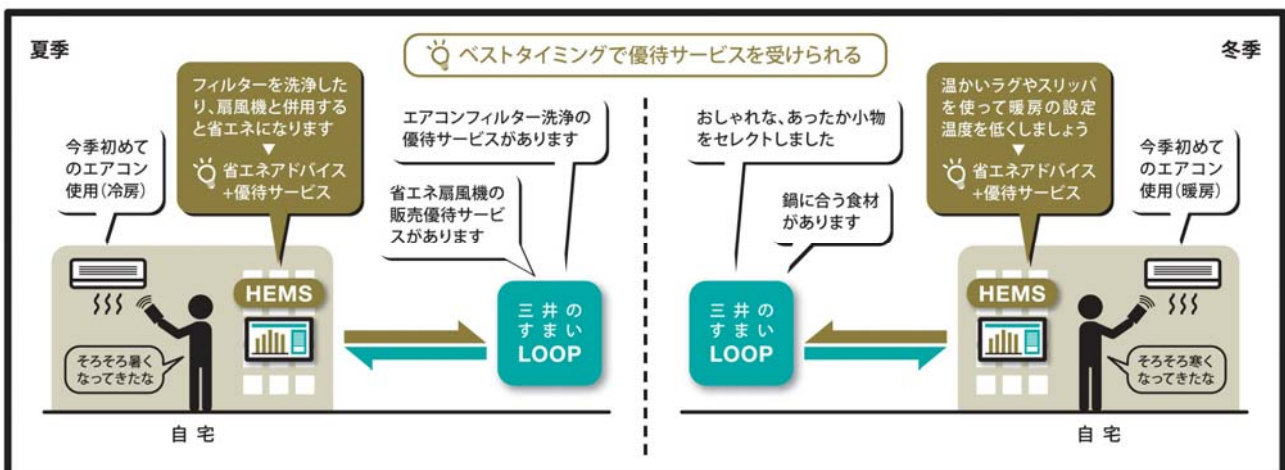 夏季
ベストタイミングで優待サービスを受けられる
冬季
今季初めて
のエアコン
使用(冷房)
フィルターを洗浄した
り、扇風機と併用する
と省エネになります
省エネアドバイス
+優待サービス
エアコンフィルター洗浄の
優待サービスがあります
省エネ扇風機の
販売優待サービ
スがあります
HEMS
そろそろ暑く
なってきたな
三井の
すまい
LOOP
自宅
おしゃれな、あったか小物
をセレクトしました
鍋に合う食材
があります
温かいラグやスリッパ
を使って暖房の設定
温度を低くしましょう
省エネアドバイス
+優待サービス
今季初めて
のエアコン
使用(暖房)
三井の
すまい
LOOP
HEMS
そろそろ寒く
なってきたな
自宅